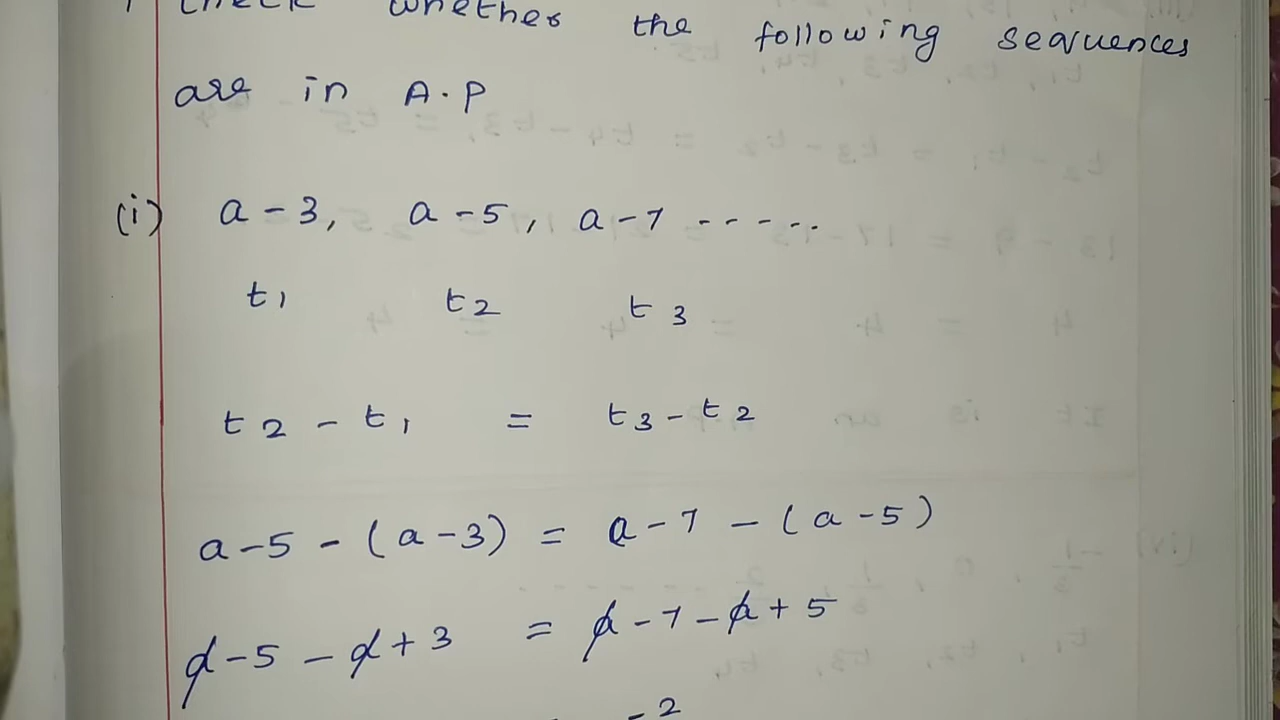 Check whether the following sequences
are in A.P
(i) a-3, a-5, a-7 ......
t1 t2 t3
t2 - t1 = t3 - t2
a-5 - (a-3) = a-7 - (a-5)
a-5 - a+3 = a-7-a+5
-2